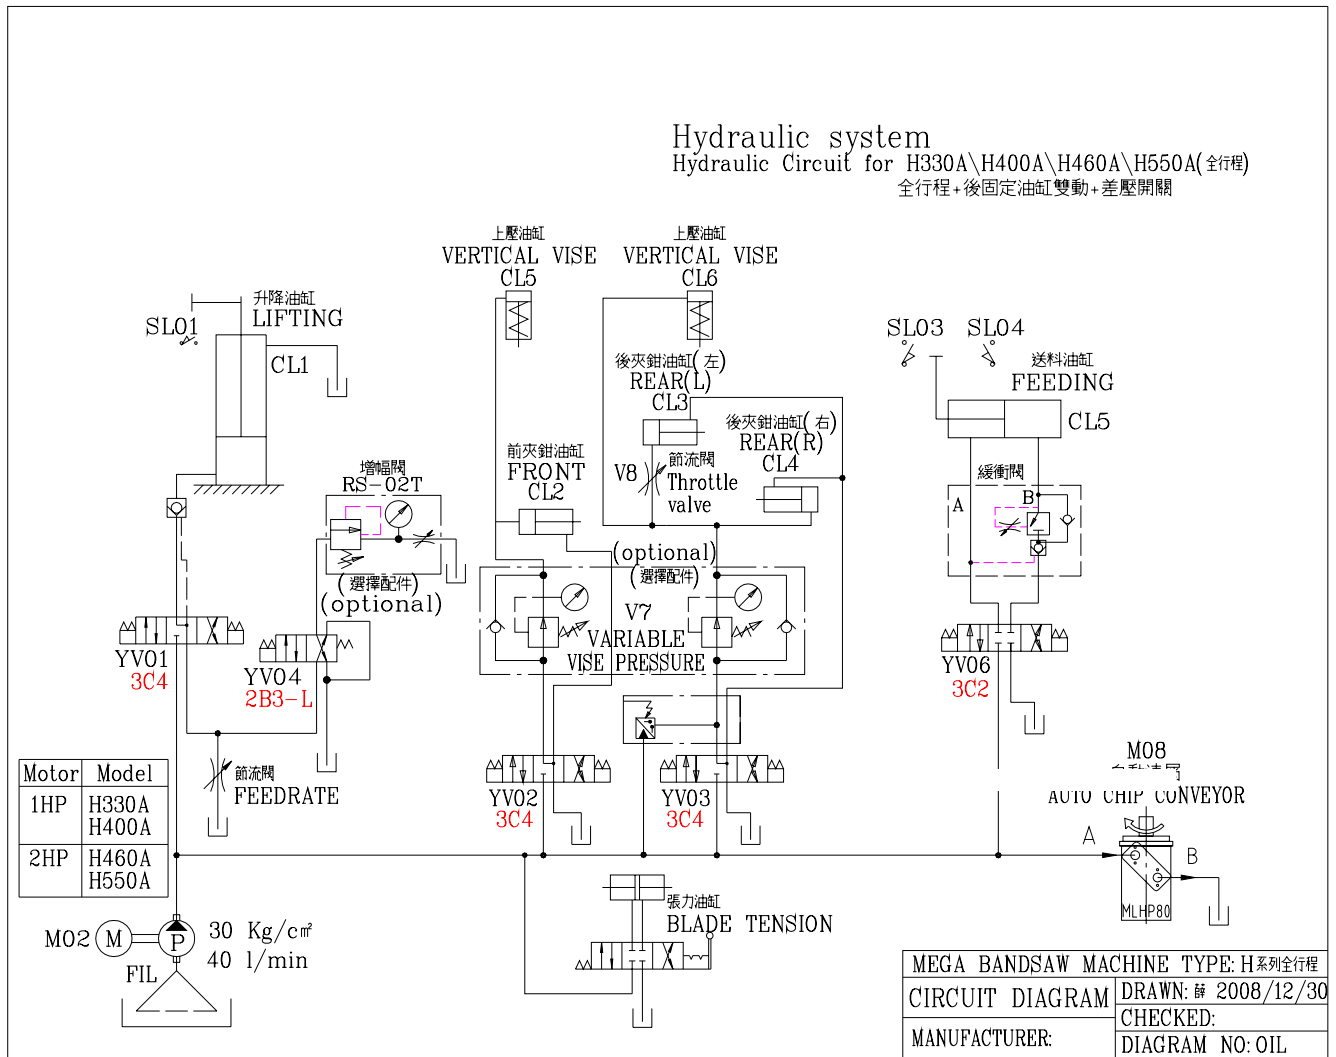 Hydraulic system
Hydraulic Circuit for H330A\H400A\H460A\H550A(全行程)
全行程+後固定油缸雙動+差壓開關
上壓油缸
VERTICAL VISE
CL5
上壓油缸
VERTICAL VISE
CL6
升降油缸
LIFTING
SL01
CL1
SL03
SL04
送料油缸
FEEDING
CL5
後夾鉗油缸(左)
REAR(L)
CL3
後夾鉗油缸(右)
REAR(R)
CL4
前夾鉗油缸
FRONT
CL2
V8
節流閥
Throttle
valve
增幅閥
RS-02T
緩衝閥
A
B
(optional)
(選擇配件)
(選擇配件)
(optional)
V7
VARIABLE
VISE PRESSURE
YV01
3C4
YV04
2B3-L
YV06
3C2
YV02
3C4
YV03
3C4
節流閥
FEEDRATE
Motor Model
1HP H330A
H400A
2HP H460A
H550A
M08
AUTO CHIP CONVEYOR
A
B
MLHP80
張力油缸
BLADE TENSION
M02
M
P
30 Kg/c㎡
40 l/min
FIL
MEGA BANDSAW MACHINE TYPE: H系列全行程
CIRCUIT DIAGRAM
DRAWN: 薛 2008/12/30
CHECKED:
MANUFACTURER:
DIAGRAM NO: OIL